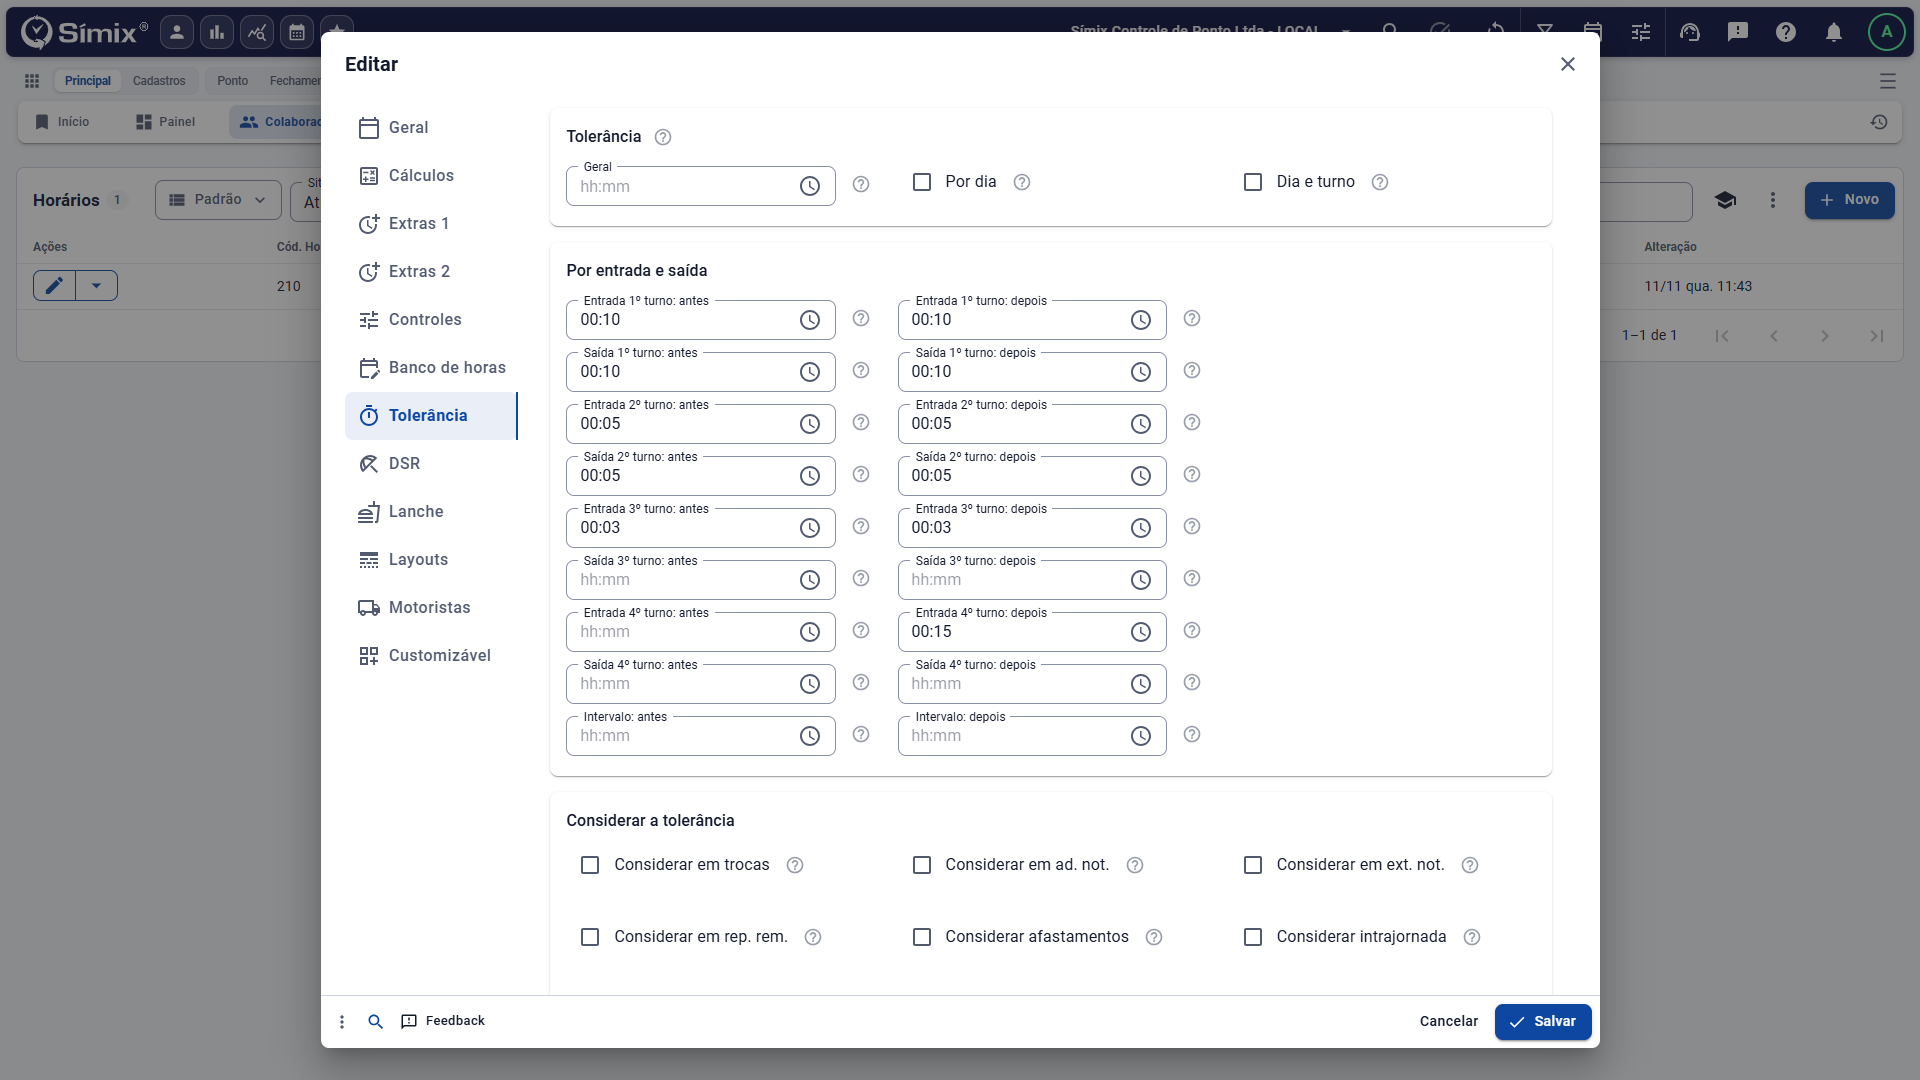 Símix®
Símix Controle de Ponto Ltda - LOCAL
A
Principal
Cadastros
Ponto
Início
Painel
Horários 1
Padrão
Novo
Ações
Alteração
210
11/11 qua. 11:43
1–1 de 1
Editar
Geral
Cálculos
Extras 1
Extras 2
Controles
Banco de horas
Tolerância
DSR
Lanche
Layouts
Motoristas
Customizável
Tolerância
Geral
hh:mm
Por dia
Dia e turno
Por entrada e saída
Entrada 1º turno: antes
00:10
Entrada 1º turno: depois
00:10
Saída 1º turno: antes
00:10
Saída 1º turno: depois
00:10
Entrada 2º turno: antes
00:05
Entrada 2º turno: depois
00:05
Saída 2º turno: antes
00:05
Saída 2º turno: depois
00:05
Entrada 3º turno: antes
00:03
Entrada 3º turno: depois
00:03
Saída 3º turno: antes
hh:mm
Saída 3º turno: depois
hh:mm
Entrada 4º turno: antes
hh:mm
Entrada 4º turno: depois
00:15
Saída 4º turno: antes
hh:mm
Saída 4º turno: depois
hh:mm
Intervalo: antes
hh:mm
Intervalo: depois
hh:mm
Considerar a tolerância
Considerar em trocas
Considerar em ad. not.
Considerar em ext. not.
Considerar em rep. rem.
Considerar afastamentos
Considerar intrajornada
Feedback
Cancelar
Salvar